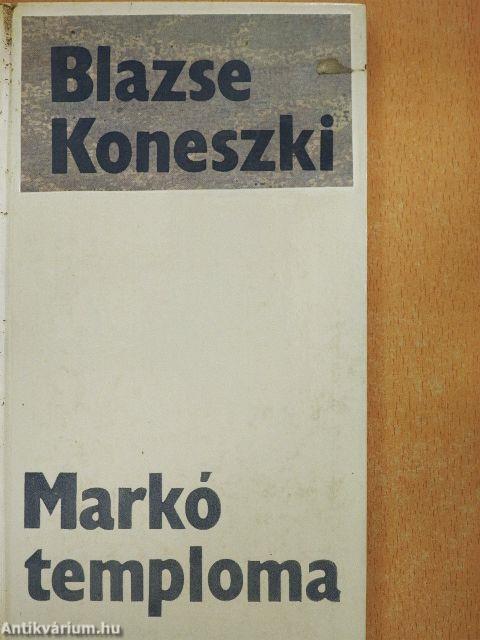 Blazse
Koneszki
Markó
temploma
Antikvárium.hu